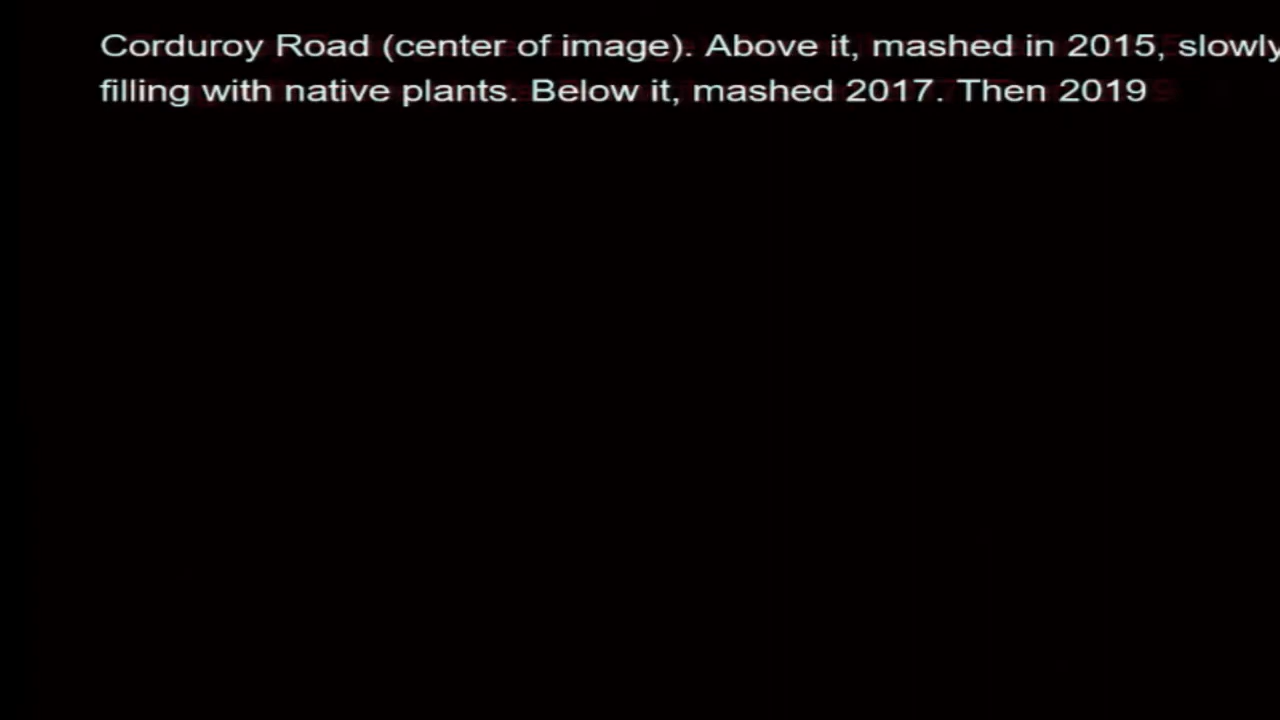 Corduroy Road (center of image). Above it, mashed in 2015, slowly
filling with native plants. Below it, mashed 2017. Then 2019